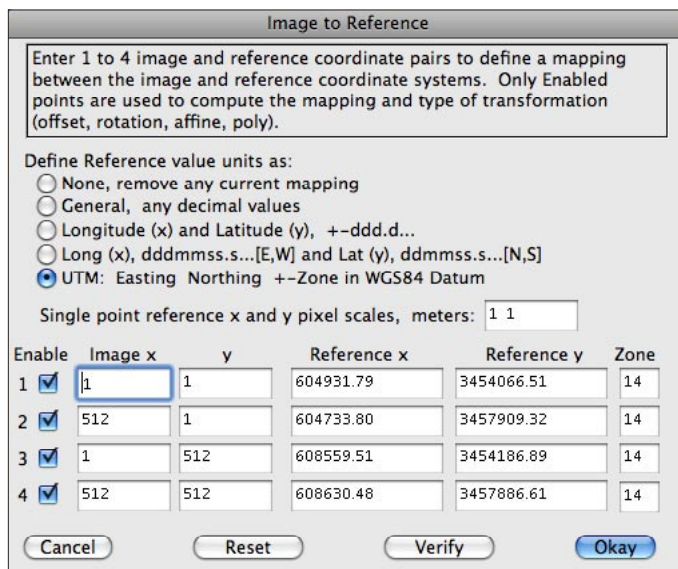 Image to Reference
Enter 1 to 4 image and reference coordinate pairs to define a mapping
between the image and reference coordinate systems.  Only Enabled
points are used to compute the mapping and type of transformation
(offset, rotation, affine, poly).
Define Reference value units as:
None, remove any current mapping
General,  any decimal values
Longitude (x) and Latitude (y),  +-ddd.d...
Long (x), dddmmss.s...[E,W] and Lat (y), ddmmss.s...[N,S]
UTM:  Easting  Northing  +-Zone in WGS84 Datum
Single point reference x and y pixel scales,  meters: 1 1
Enable Image x y Reference x Reference y Zone
1 1 1 604931.79 3454066.51 14
2 512 1 604733.80 3457909.32 14
3 1 512 608559.51 3454186.89 14
4 512 512 608630.48 3457886.61 14
Cancel Reset Verify Okay